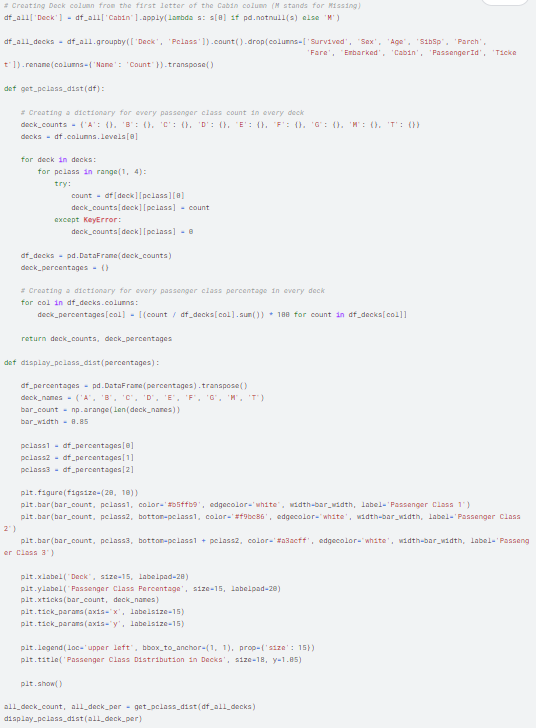 # Creating Deck column from the first letter of the Cabin column (M stands for Missing)
df_all['Deck'] = df_all['Cabin'].apply(lambda s: s[0] if pd.notnull(s) else 'M')
df_all_decks = df_all.groupby(['Deck', 'Pclass']).count().drop(columns=['Survived', 'Sex', 'Age', 'SibSp', 'Parch',
'Fare', 'Embarked', 'Cabin', 'PassengerId', 'Ticke
t']).rename(columns={'Name': 'Count'}).transpose()
def get_pclass_dist(df):
# Creating a dictionary for every passenger class count in every deck
deck_counts = {'A': {}, 'B': {}, 'C': {}, 'D': {}, 'E': {}, 'F': {}, 'G': {}, 'M': {}, 'T': {}}
decks = df.columns.levels[0]
for deck in decks:
for pclass in range(1, 4):
try:
count = df[deck][pclass][0]
deck_counts[deck][pclass] = count
except KeyError:
deck_counts[deck][pclass] = 0
df_decks = pd.DataFrame(deck_counts)
deck_percentages = {}
# Creating a dictionary for every passenger class percentage in every deck
for col in df_decks.columns:
deck_percentages[col] = [(count / df_decks[col].sum()) * 100 for count in df_decks[col]]
return deck_counts, deck_percentages
def display_pclass_dist(percentages):
df_percentages = pd.DataFrame(percentages).transpose()
deck_names = ('A', 'B', 'C', 'D', 'E', 'F', 'G', 'M', 'T')
bar_count = np.arange(len(deck_names))
bar_width = 0.85
pclass1 = df_percentages[0]
pclass2 = df_percentages[1]
pclass3 = df_percentages[2]
plt.figure(figsize=(20, 10))
plt.bar(bar_count, pclass1, color='#b5ffb9', edgecolor='white', width=bar_width, label='Passenger Class 1')
plt.bar(bar_count, pclass2, bottom=pclass1, color='#f9bc86', edgecolor='white', width=bar_width, label='Passenger Class
2')
plt.bar(bar_count, pclass3, bottom=pclass1 + pclass2, color='#a3acff', edgecolor='white', width=bar_width, label='Passeng
er Class 3')
plt.xlabel('Deck', size=15, labelpad=20)
plt.ylabel('Passenger Class Percentage', size=15, labelpad=20)
plt.xticks(bar_count, deck_names)
plt.tick_params(axis='x', labelsize=15)
plt.tick_params(axis='y', labelsize=15)
plt.legend(loc='upper left', bbox_to_anchor=(1, 1), prop={'size': 15})
plt.title('Passenger Class Distribution in Decks', size=18, y=1.05)
plt.show()
all_deck_count, all_deck_per = get_pclass_dist(df_all_decks)
display_pclass_dist(all_deck_per)